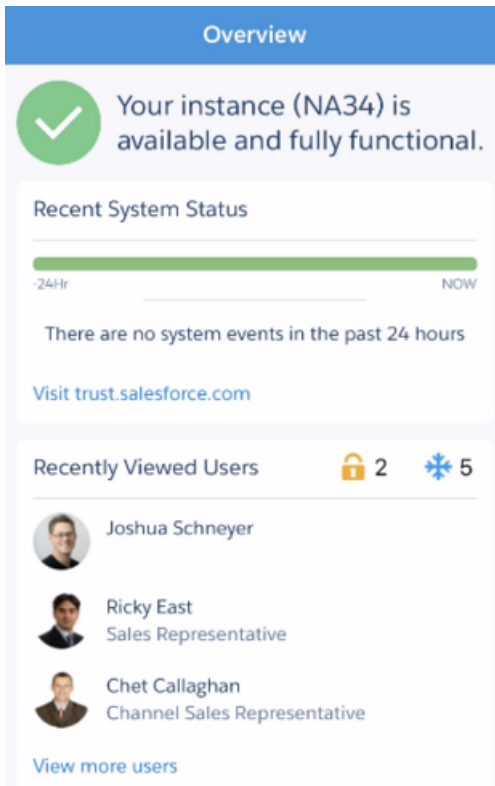 Overview
Your instance (NA34) is
available and fully functional.
Recent System Status
-24Hr NOW
There are no system events in the past 24 hours
Visit trust.salesforce.com
Recently Viewed Users 2 5
Joshua Schneyer
Ricky East
Sales Representative
Chet Callaghan
Channel Sales Representative
View more users